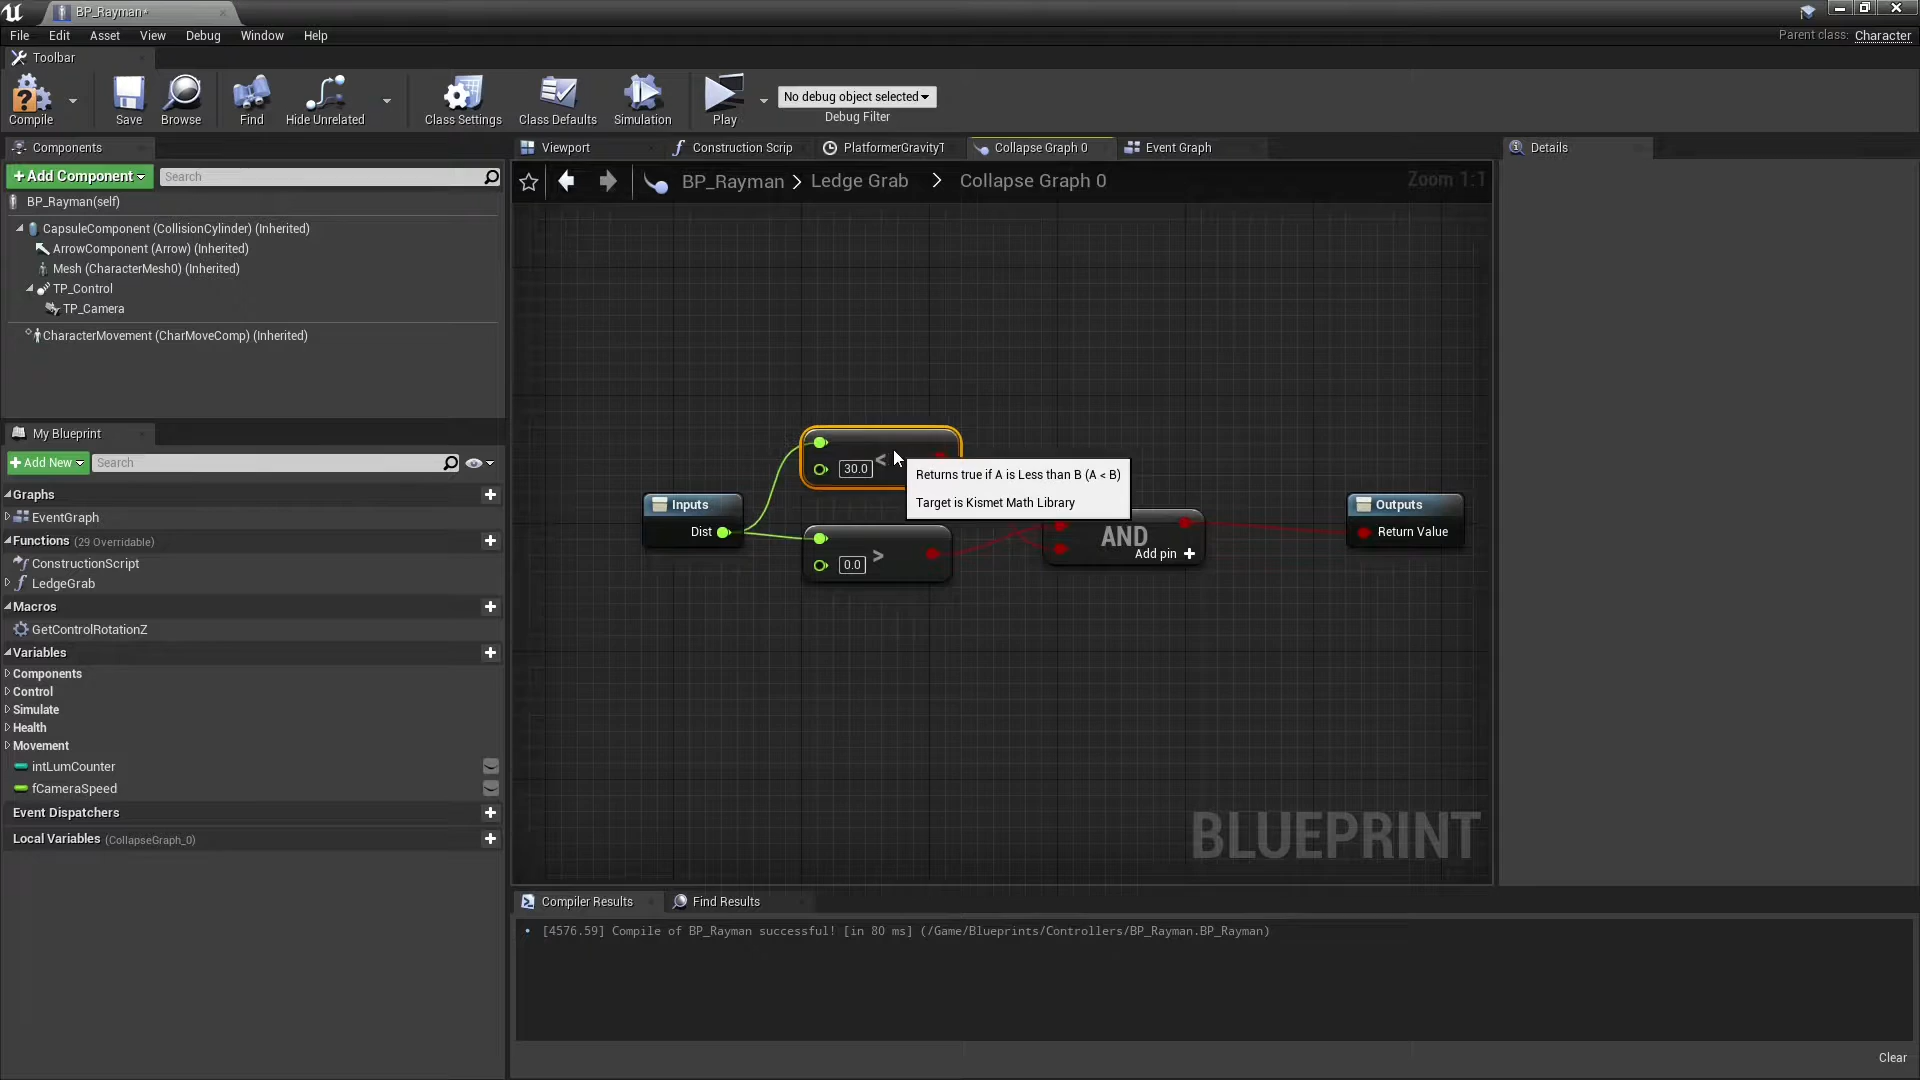 BP_Rayman*
File Edit Asset View Debug Window Help
Parent class: Character
Toolbar
Compile Save Browse Find Hide Unrelated Class Settings Class Defaults Simulation Play
No debug object selected
Debug Filter
Components
+Add Component
Search
BP_Rayman(self)
CapsuleComponent (CollisionCylinder) (Inherited)
ArrowComponent (Arrow) (Inherited)
Mesh (CharacterMesh0) (Inherited)
TP_Control
TP_Camera
CharacterMovement (CharMoveComp) (Inherited)
My Blueprint
+Add New
Search
Graphs
EventGraph
Functions (29 Overridable)
ConstructionScript
LedgeGrab
Macros
GetControlRotationZ
Variables
Components
Control
Simulate
Health
Movement
intLumCounter
fCameraSpeed
Event Dispatchers
Local Variables (CollapseGraph_0)
Viewport
Construction Scrip
PlatformerGravityT
Collapse Graph 0
Event Graph
BP_Rayman > Ledge Grab > Collapse Graph 0
Zoom 1:1
30.0 <
Returns true if A is Less than B (A < B)
Target is Kismet Math Library
Inputs
Dist
0.0 >
AND
Add pin +
Outputs
Return Value
BLUEPRINT
Details
Compiler Results
Find Results
[4576.59] Compile of BP_Rayman successful! [in 80 ms] (/Game/Blueprints/Controllers/BP_Rayman.BP_Rayman)
Clear